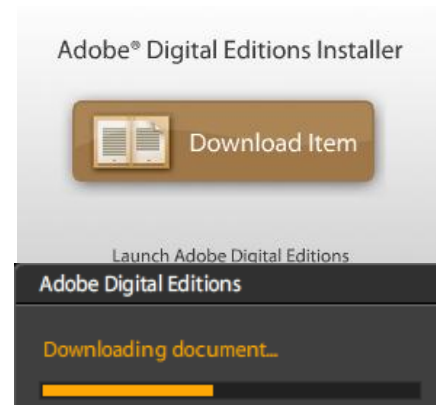 Adobe® Digital Editions Installer
Download Item
Launch Adobe Digital Editions
Adobe Digital Editions
Downloading document...